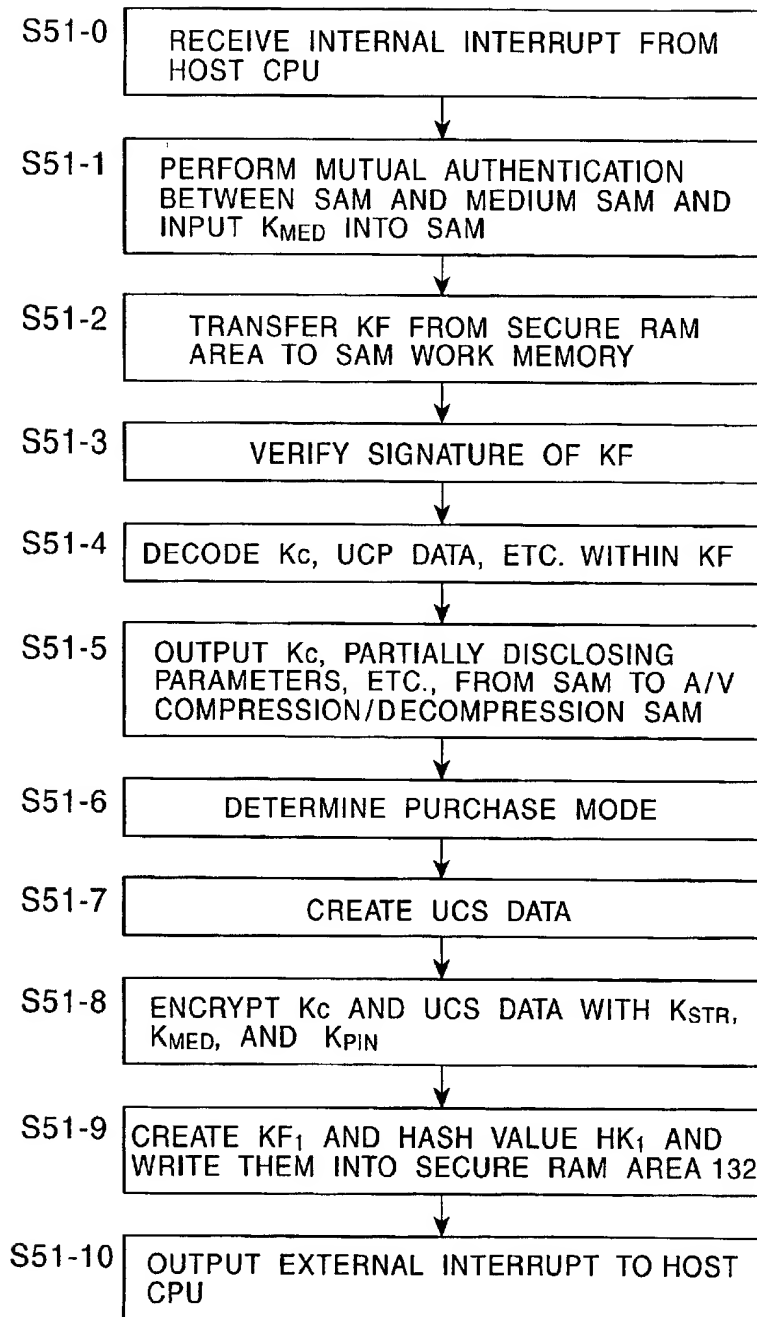 S51-0
RECEIVE INTERNAL INTERRUPT FROM
HOST CPU
S51-1
PERFORM MUTUAL AUTHENTICATION
BETWEEN SAM AND MEDIUM SAM AND
INPUT KMED INTO SAM
S51-2
TRANSFER KF FROM SECURE RAM
AREA TO SAM WORK MEMORY
S51-3
VERIFY SIGNATURE OF KF
S51-4
DECODE Kc, UCP DATA, ETC. WITHIN KF
S51-5
OUTPUT Kc, PARTIALLY DISCLOSING
PARAMETERS, ETC., FROM SAM TO A/V
COMPRESSION/DECOMPRESSION SAM
S51-6
DETERMINE PURCHASE MODE
S51-7
CREATE UCS DATA
S51-8
ENCRYPT Kc AND UCS DATA WITH KSTR,
KMED, AND KPIN
S51-9
CREATE KF1 AND HASH VALUE HK1 AND
WRITE THEM INTO SECURE RAM AREA 132
S51-10
OUTPUT EXTERNAL INTERRUPT TO HOST
CPU